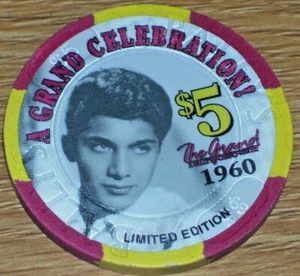 A GRAND CELEBRATION!
$5
The Grand
1960
LIMITED EDITION